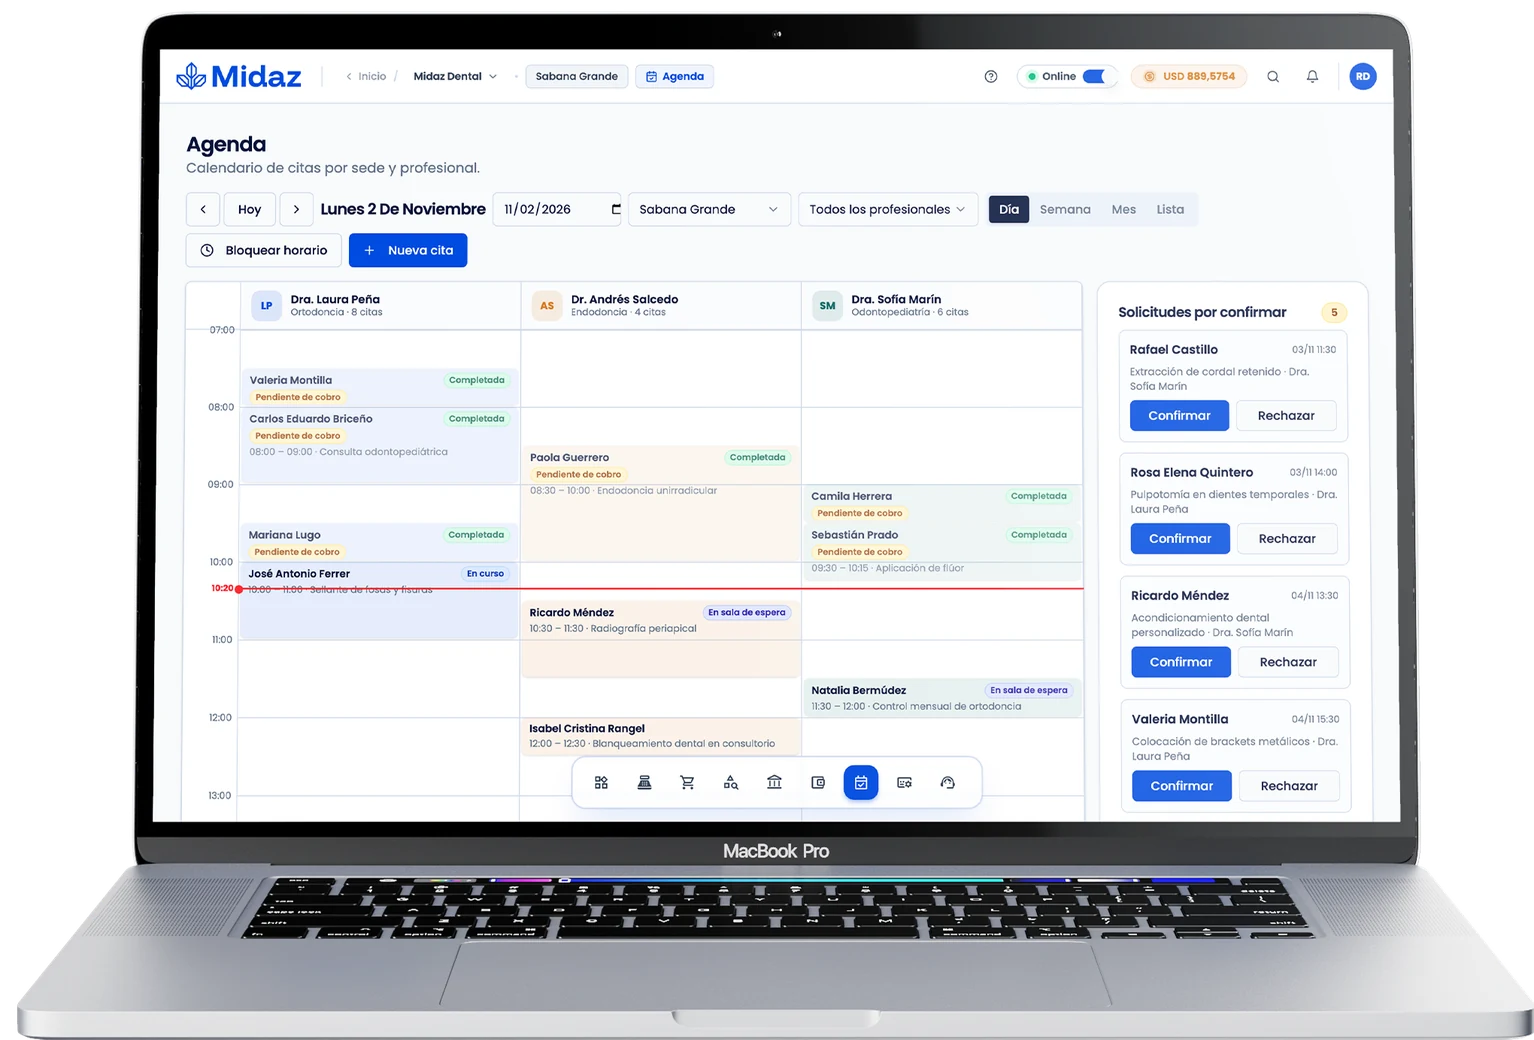 Midaz
Inicio /
Midaz Dental
Sabana Grande
Agenda
Online
USD 889,5754
RD
Agenda
Calendario de citas por sede y profesional.
Hoy
Lunes 2 De Noviembre
11/02/2026
Sabana Grande
Todos los profesionales
Día
Semana
Mes
Lista
Bloquear horario
+ Nueva cita
LP
Dra. Laura Peña
Ortodoncia · 8 citas
AS
Dr. Andrés Salcedo
Endodoncia · 4 citas
SM
Dra. Sofía Marín
Odontopediatría · 6 citas
07:00
08:00
09:00
10:00
10:20
11:00
12:00
13:00
Valeria Montilla
Completada
Pendiente de cobro
Carlos Eduardo Briceño
Completada
Pendiente de cobro
08:00 – 09:00 · Consulta odontopediátrica
Mariana Lugo
Completada
Pendiente de cobro
José Antonio Ferrer
En curso
10:00 – 11:00 · Sellante de fosas y fisuras
Paola Guerrero
Completada
Pendiente de cobro
08:30 – 10:00 · Endodoncia unirradicular
Ricardo Méndez
En sala de espera
10:30 – 11:30 · Radiografía periapical
Isabel Cristina Rangel
12:00 – 12:30 · Blanqueamiento dental en consultorio
Camila Herrera
Completada
Pendiente de cobro
Sebastián Prado
Completada
Pendiente de cobro
09:30 – 10:15 · Aplicación de flúor
Natalia Bermúdez
En sala de espera
11:30 – 12:00 · Control mensual de ortodoncia
Solicitudes por confirmar
5
Rafael Castillo
03/11 11:30
Extracción de cordal retenido · Dra.
Sofía Marín
Confirmar
Rechazar
Rosa Elena Quintero
03/11 14:00
Pulpotomía en dientes temporales · Dra.
Laura Peña
Confirmar
Rechazar
Ricardo Méndez
04/11 13:30
Acondicionamiento dental
personalizado · Dra. Sofía Marín
Confirmar
Rechazar
Valeria Montilla
04/11 15:30
Colocación de brackets metálicos · Dra.
Laura Peña
Confirmar
Rechazar
MacBook Pro